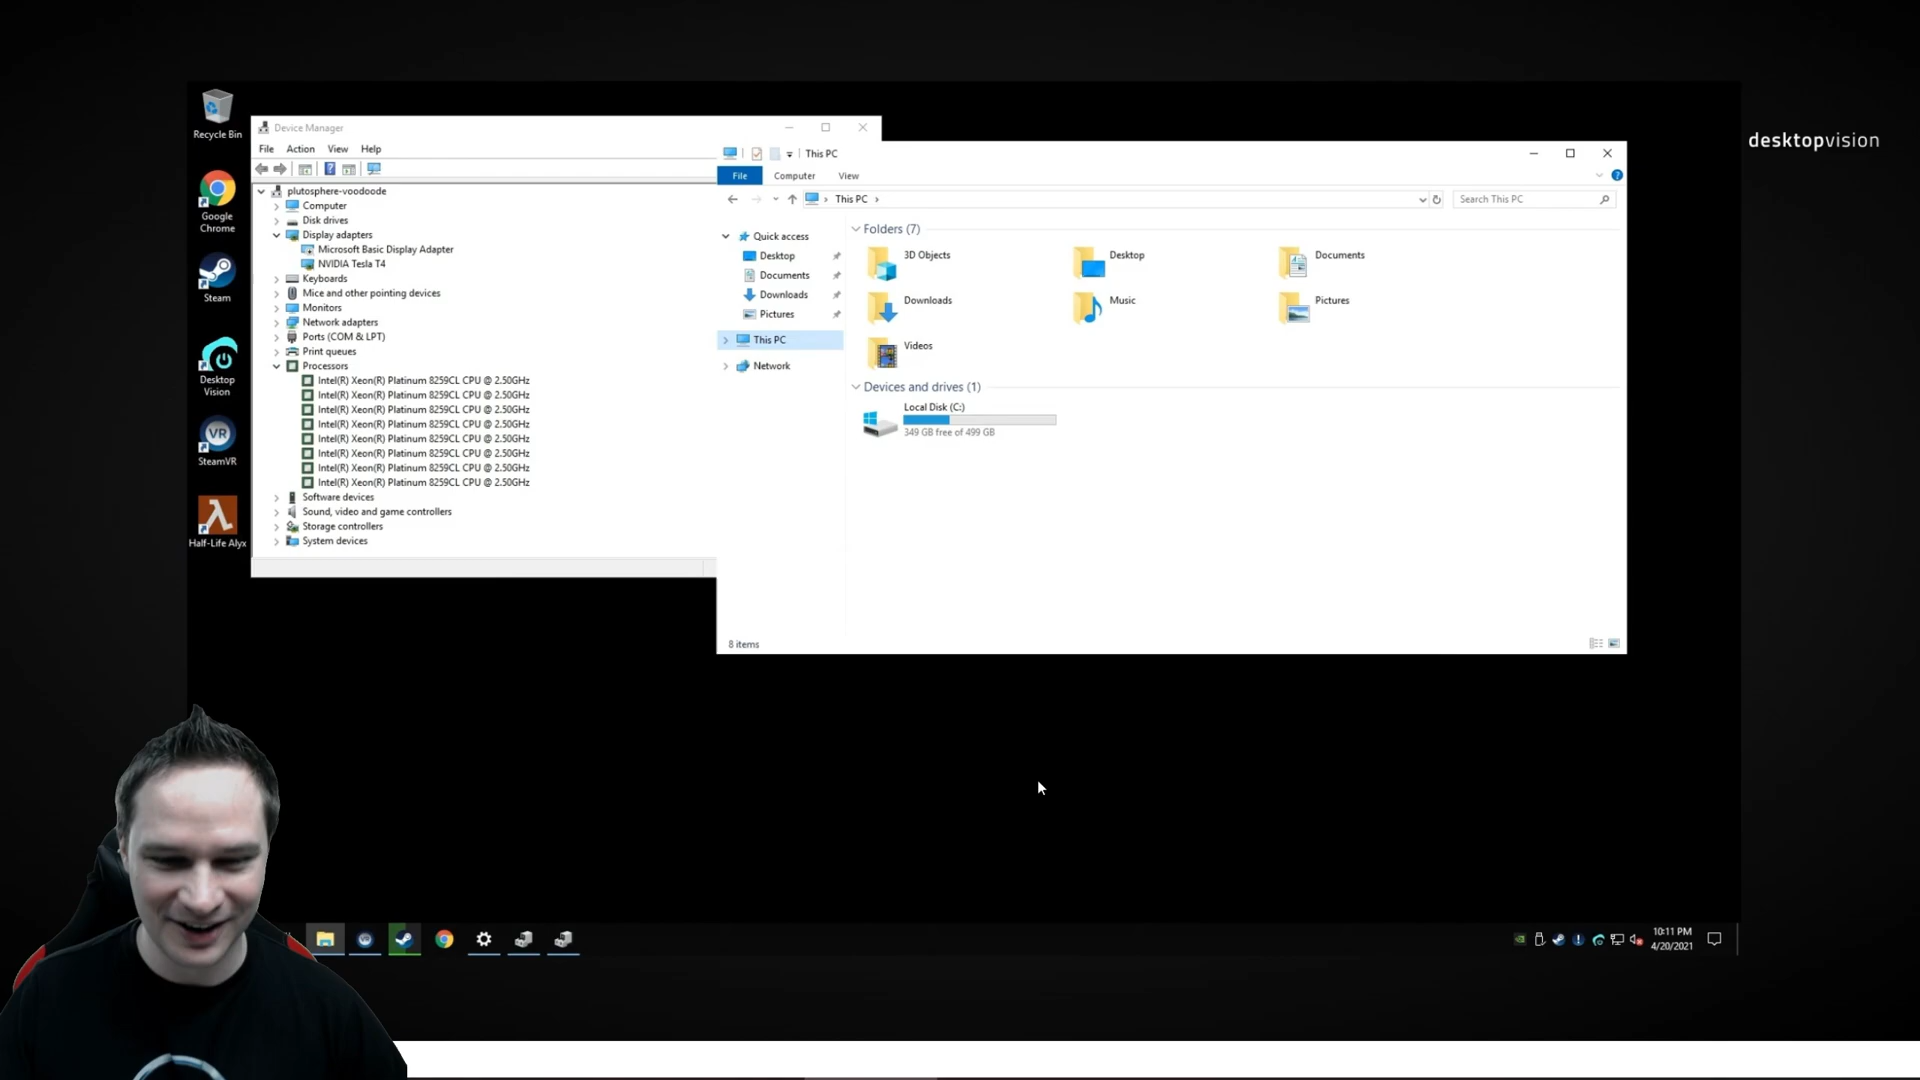 desktopvision
Recycle Bin
Google
Chrome
Steam
Desktop
Vision
VR
SteamVR
Half-Life Alyx
Device Manager
File Action View Help
plutosphere-voodoode
Computer
Disk drives
Display adapters
Microsoft Basic Display Adapter
NVIDIA Tesla T4
Keyboards
Mice and other pointing devices
Monitors
Network adapters
Ports (COM & LPT)
Print queues
Processors
Intel(R) Xeon(R) Platinum 8259CL CPU @ 2.50GHz
Intel(R) Xeon(R) Platinum 8259CL CPU @ 2.50GHz
Intel(R) Xeon(R) Platinum 8259CL CPU @ 2.50GHz
Intel(R) Xeon(R) Platinum 8259CL CPU @ 2.50GHz
Intel(R) Xeon(R) Platinum 8259CL CPU @ 2.50GHz
Intel(R) Xeon(R) Platinum 8259CL CPU @ 2.50GHz
Intel(R) Xeon(R) Platinum 8259CL CPU @ 2.50GHz
Intel(R) Xeon(R) Platinum 8259CL CPU @ 2.50GHz
Software devices
Sound, video and game controllers
Storage controllers
System devices
This PC
File Computer View
This PC
Search This PC
Quick access
Desktop
Documents
Downloads
Pictures
This PC
Network
Folders (7)
3D Objects
Desktop
Documents
Downloads
Music
Pictures
Videos
Devices and drives (1)
Local Disk (C:)
349 GB free of 499 GB
8 items
10:11 PM
4/20/2021